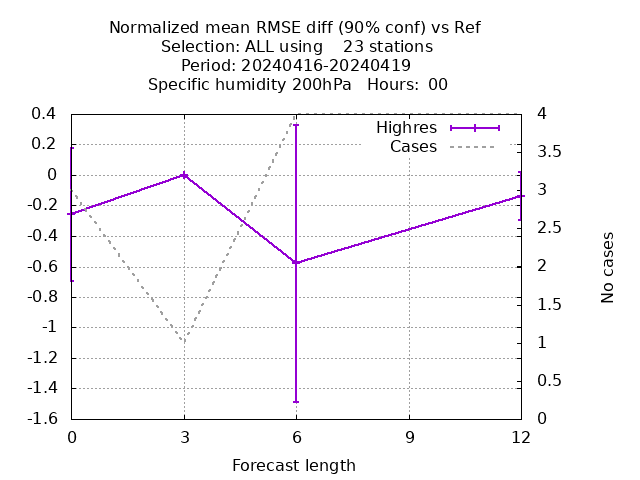 Normalized mean RMSE diff (90% conf) vs Ref
Selection: ALL using    23 stations
Period: 20240416-20240419
Specific humidity 200hPa   Hours:  00
Highres
Cases
0.4
0.2
0
-0.2
-0.4
-0.6
-0.8
-1
-1.2
-1.4
-1.6
4
3.5
3
2.5
2
1.5
1
0.5
0
No cases
0 3 6 9 12
Forecast length